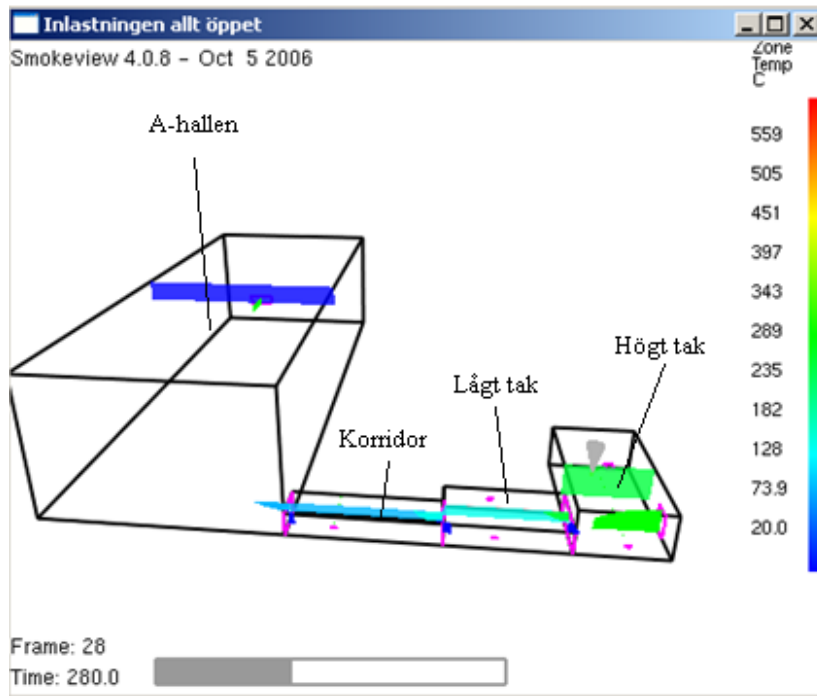 Inlastningen allt öppet
Smokeview 4.0.8 - Oct 5 2006
Zone
Temp
C
A-hallen
559
505
451
397
343
289
Högt tak
235
Lågt tak
182
Korridor
128
73.9
20.0
Frame: 28
Time: 280.0